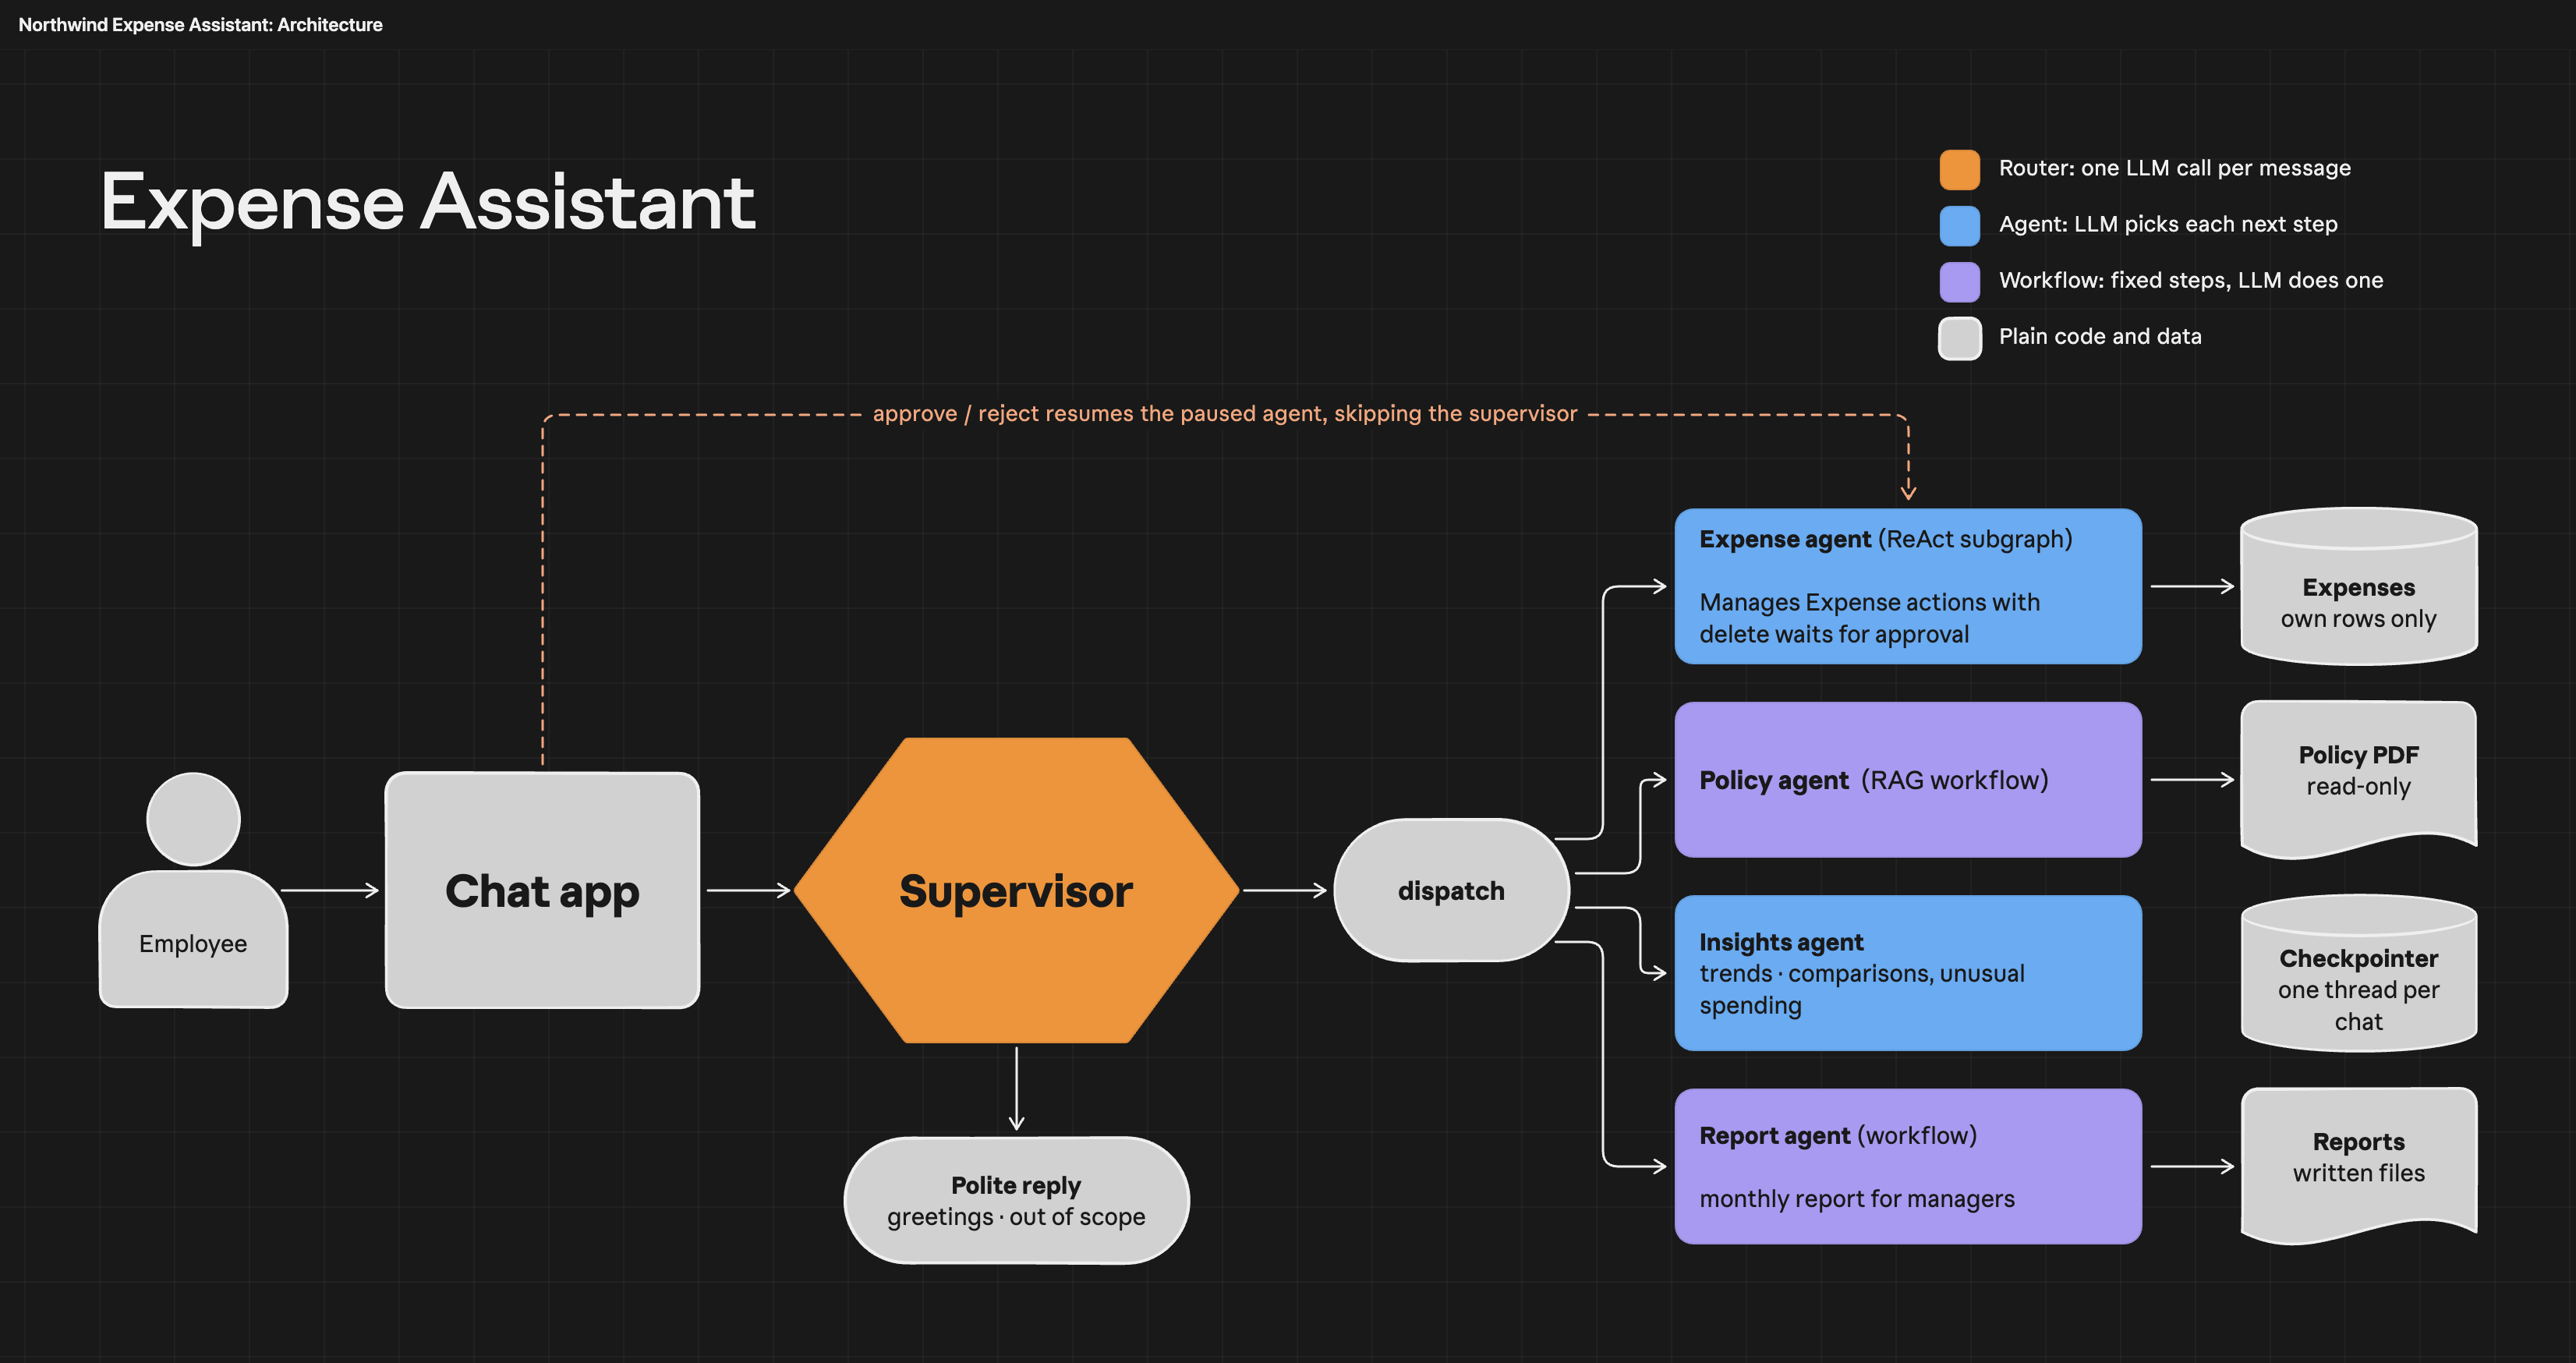 Northwind Expense Assistant: Architecture
Expense Assistant
Router: one LLM call per message
Agent: LLM picks each next step
Workflow: fixed steps, LLM does one
Plain code and data
approve / reject resumes the paused agent, skipping the supervisor
Employee
Chat app
Supervisor
Polite reply
greetings · out of scope
dispatch
Expense agent (ReAct subgraph)
Manages Expense actions with
delete waits for approval
Expenses
own rows only
Policy agent (RAG workflow)
Policy PDF
read-only
Insights agent
trends · comparisons, unusual
spending
Checkpointer
one thread per
chat
Report agent (workflow)
monthly report for managers
Reports
written files